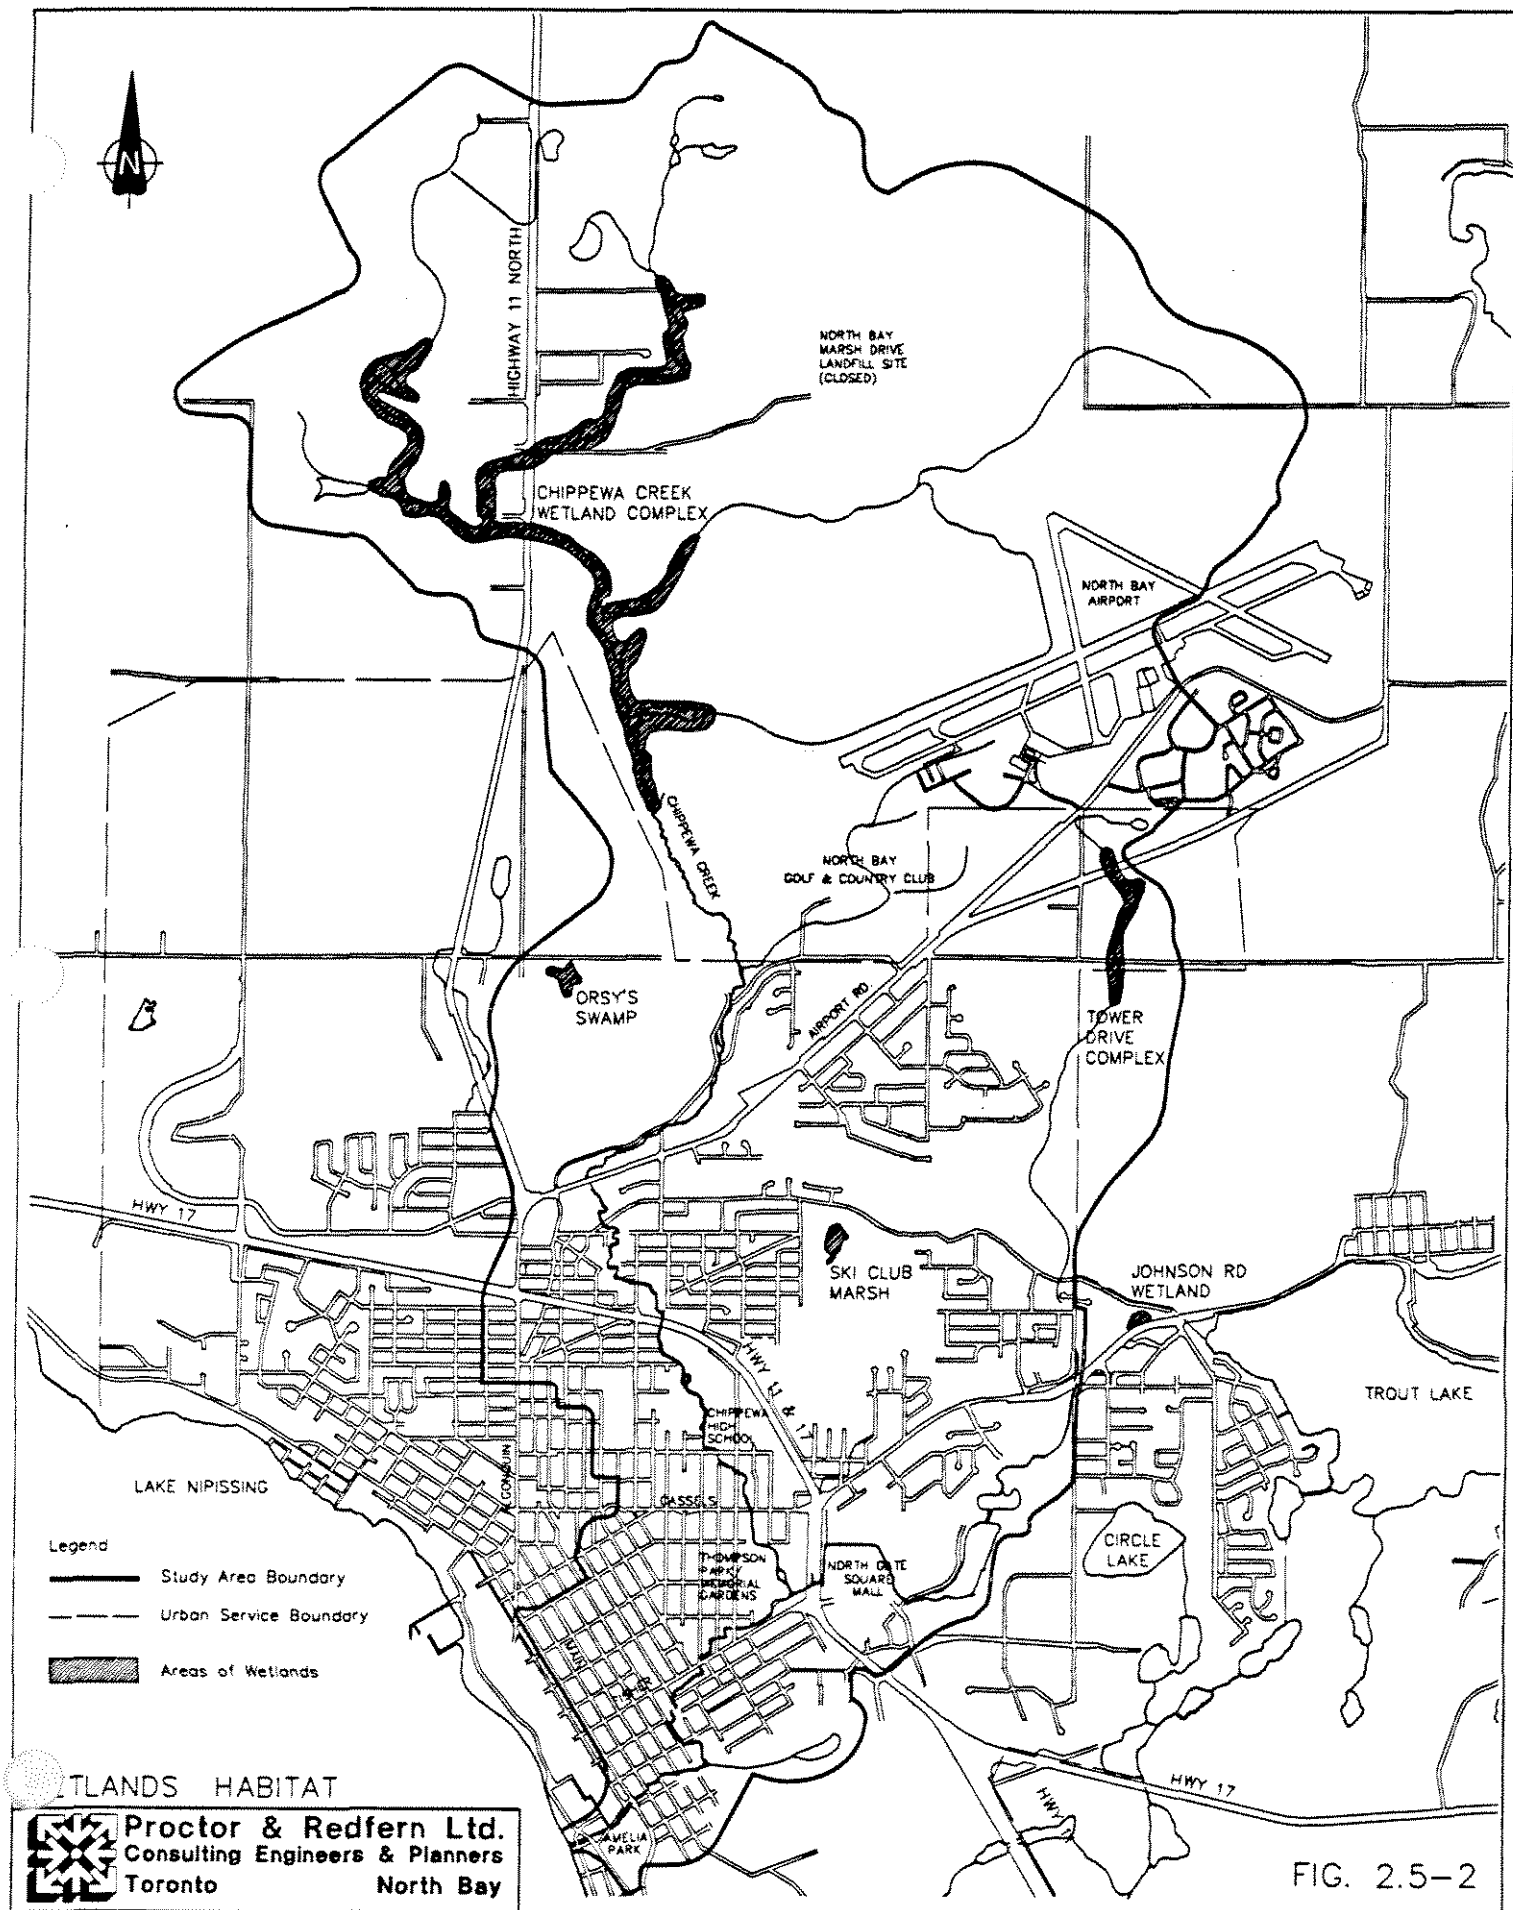 N
HIGHWAY 11 NORTH
NORTH BAY
MARSH DRIVE
LANDFILL SITE
(CLOSED)
CHIPPEWA CREEK
WETLAND COMPLEX
NORTH BAY
AIRPORT
CHIPPEWA CREEK
NORTH BAY
GOLF & COUNTRY CLUB
ORSY'S
SWAMP
AIRPORT RD
TOWER
DRIVE
COMPLEX
HWY 17
SKI CLUB
MARSH
JOHNSON RD
WETLAND
HWY 11 & 17
TROUT LAKE
CHIPPEWA
HIGH
SCHOOL
LAKE NIPISSING
ALGONQUIN
CASSELS
CIRCLE
LAKE
THOMPSON
PARK/
MEMORIAL
GARDENS
NORTH GATE
SQUARE
MALL
Legend
Study Area Boundary
Urban Service Boundary
Areas of Wetlands
MAIN
FISHER
HWY 17
HWY
AMELIA
PARK
ETLANDS HABITAT
Proctor & Redfern Ltd.
Consulting Engineers & Planners
Toronto North Bay
FIG. 2.5-2